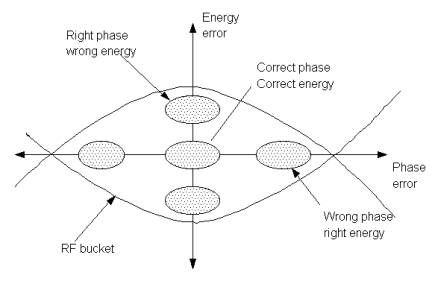 Energy
error
Right phase
wrong energy
Correct phase
Correct energy
Phase
error
Wrong phase
right energy
RF bucket